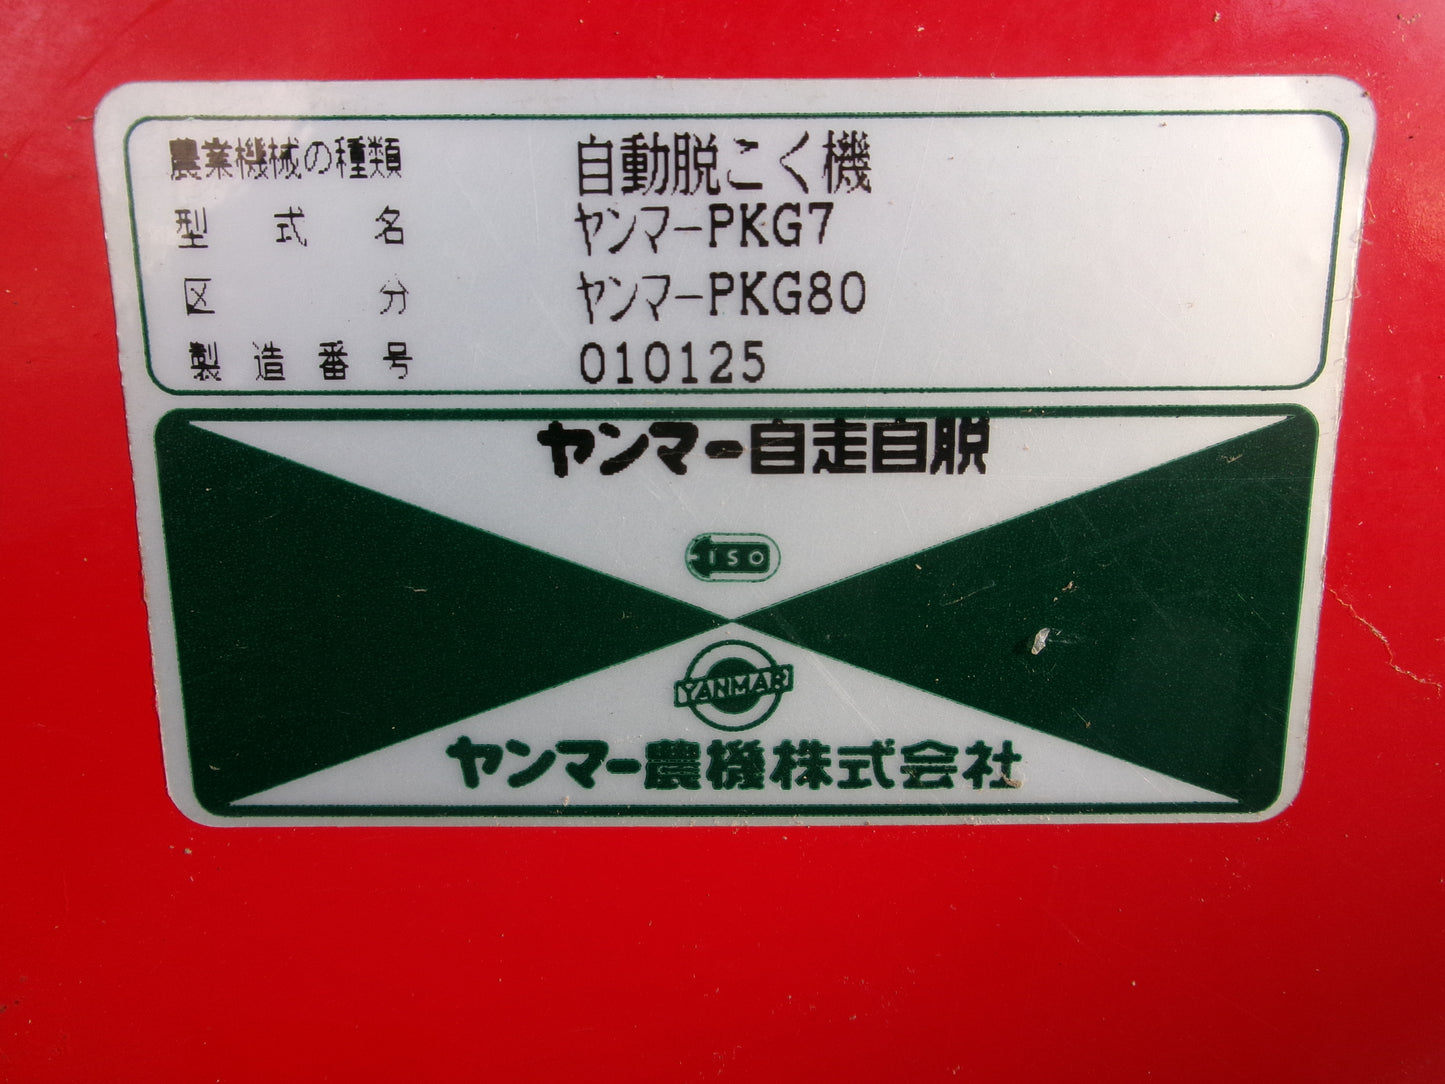 農業機械の種類 自動脱こく機
型式名 ヤンマーPKG7
区分 ヤンマーPKG80
製造番号 010125
ヤンマー自走自脱
ISO
YANMAR
ヤンマー農機株式会社